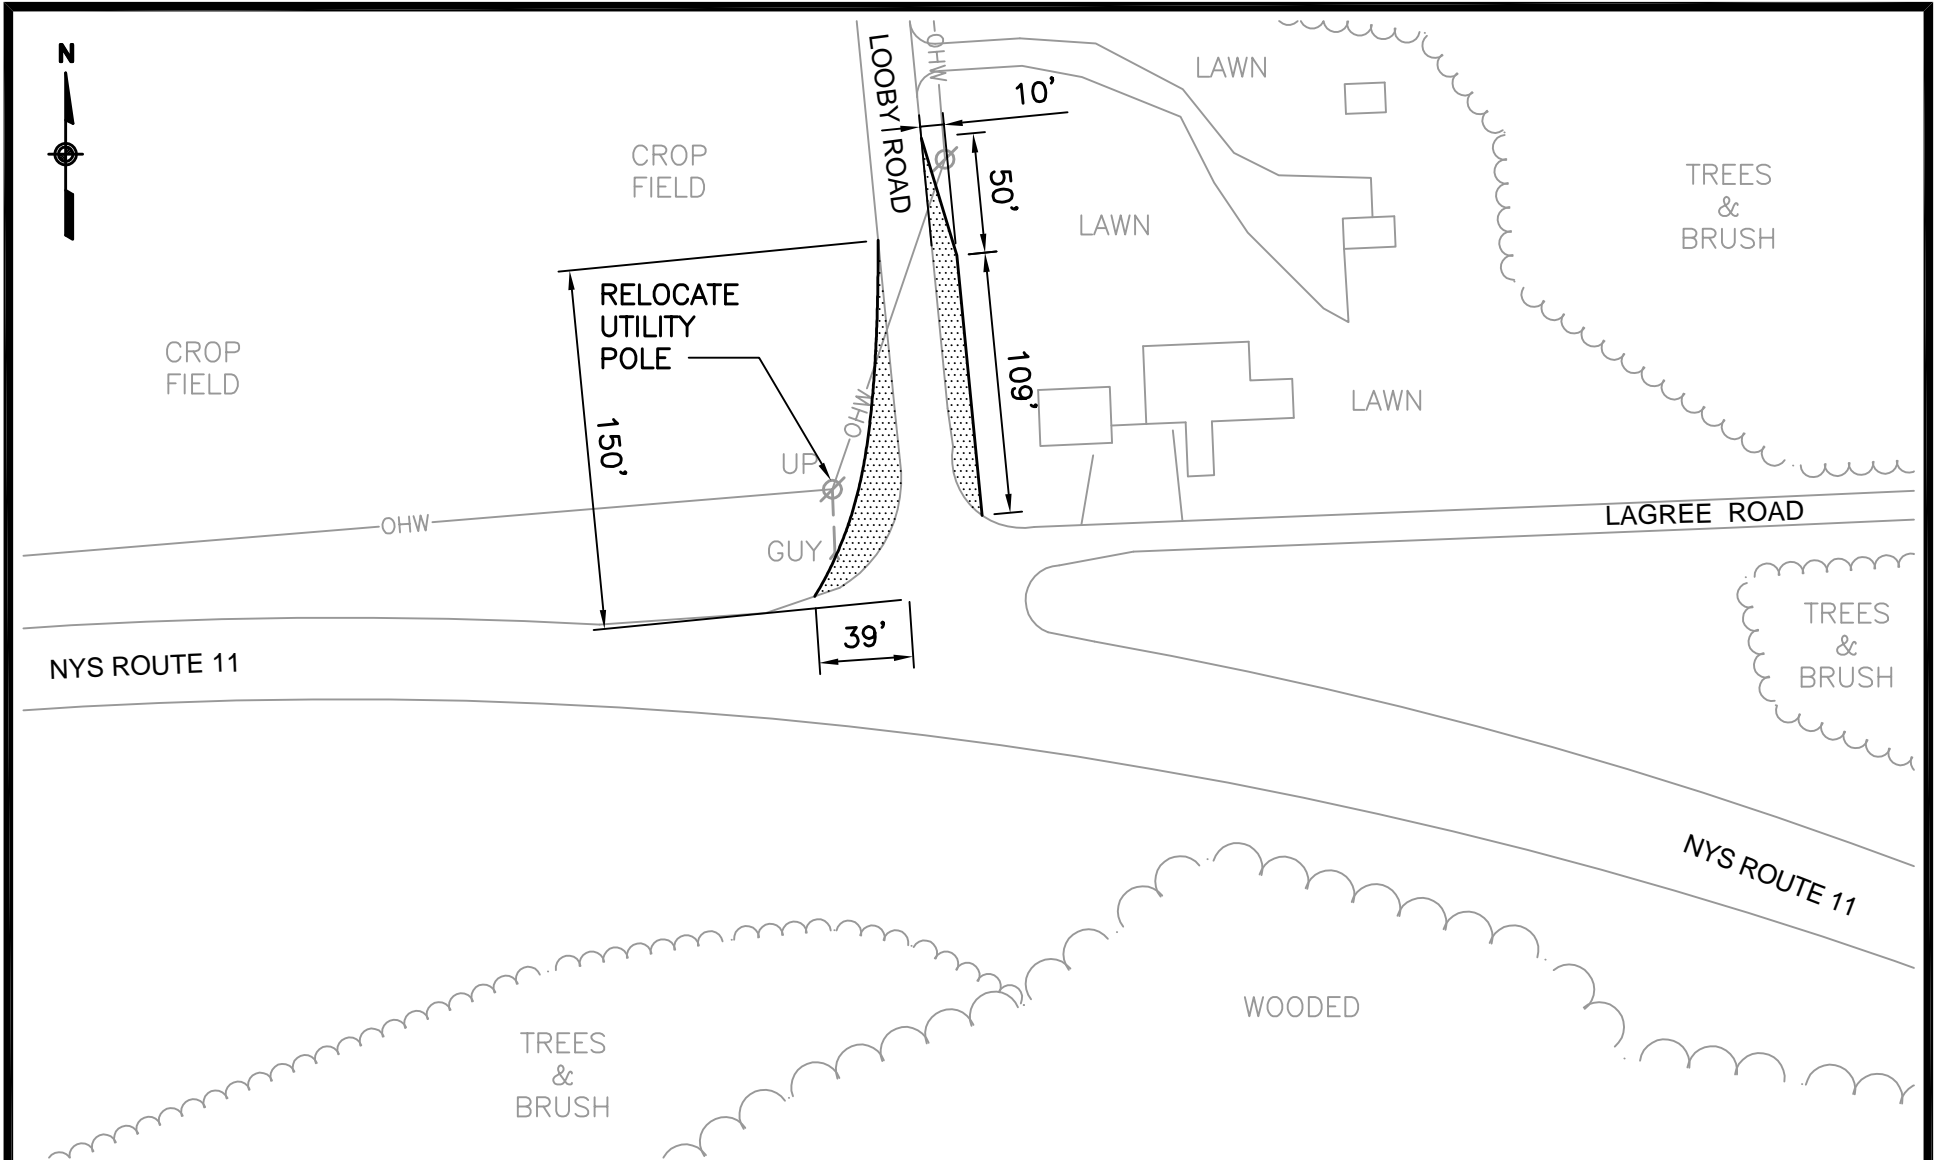 N
LOOBY ROAD
OHW
10'
LAWN
CROP
FIELD
50'
LAWN
TREES
&
BRUSH
RELOCATE
UTILITY
POLE
CROP
FIELD
150'
109'
LAWN
OHW
UP
OHW
GUY
LAGREE ROAD
39'
NYS ROUTE 11
TREES
&
BRUSH
NYS ROUTE 11
WOODED
TREES
&
BRUSH